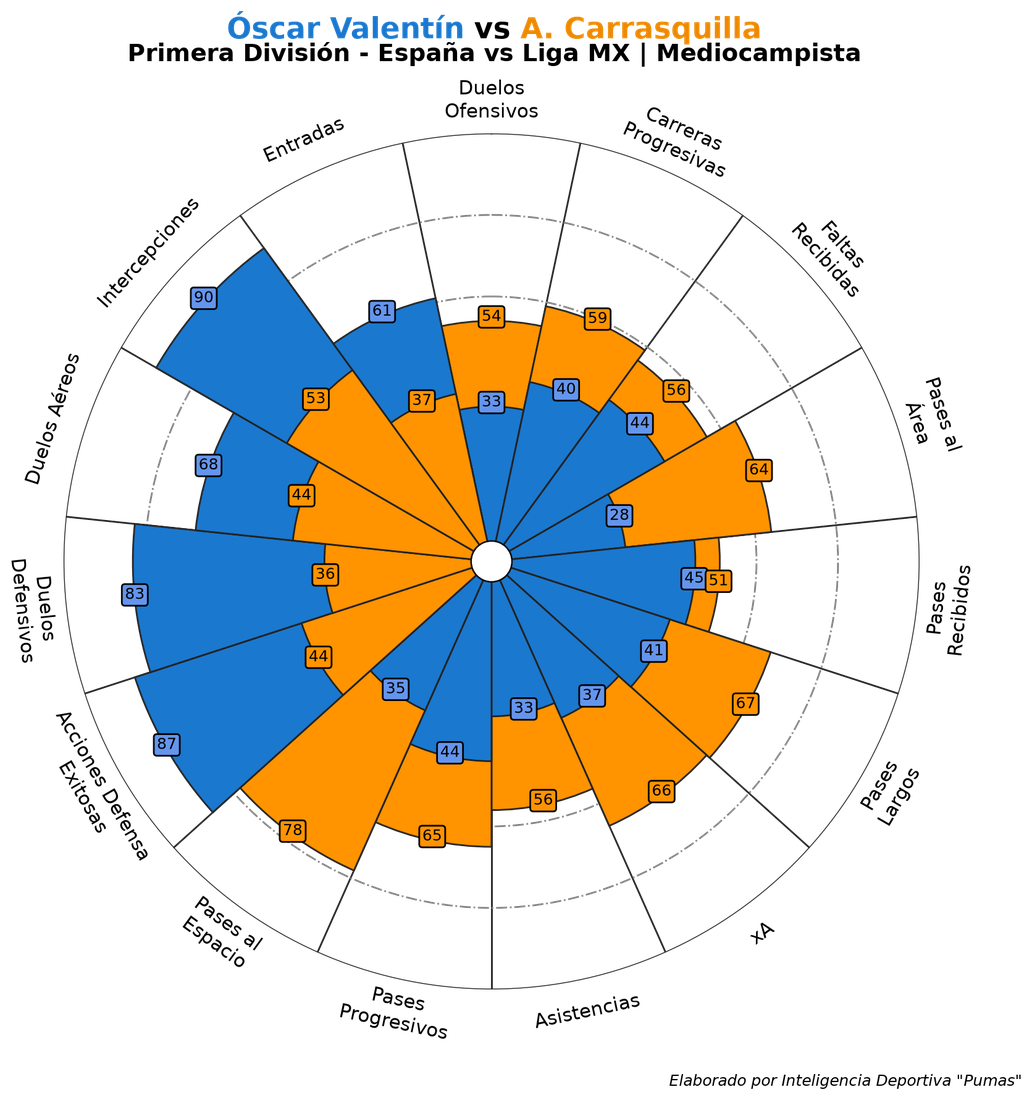 Óscar Valentín vs A. Carrasquilla
Primera División - España vs Liga MX | Mediocampista
Duelos
Ofensivos
33
54
Carreras
Progresivas
40
59
Faltas
Recibidas
44
56
Pases al
Área
28
64
Pases
Recibidos
45
51
Pases
Largos
41
67
xA
37
66
Asistencias
33
56
Pases
Progresivos
44
65
Pases al
Espacio
35
78
Acciones Defensa
Exitosas
87
44
Duelos
Defensivos
83
36
Duelos Aéreos
68
44
Intercepciones
90
53
Entradas
61
37
Elaborado por Inteligencia Deportiva "Pumas"